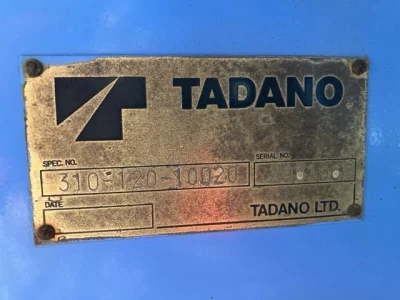 TADANO
SPEC. NO.
SERIAL NO.
310-120-10020
DATE
TADANO LTD.